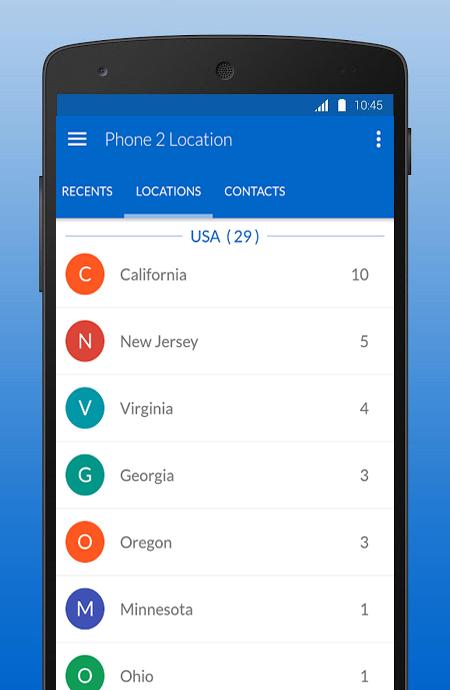 10:45
Phone 2 Location
RECENTS LOCATIONS CONTACTS
USA (29)
C California 10
N New Jersey 5
V Virginia 4
G Georgia 3
O Oregon 3
M Minnesota 1
O Ohio 1